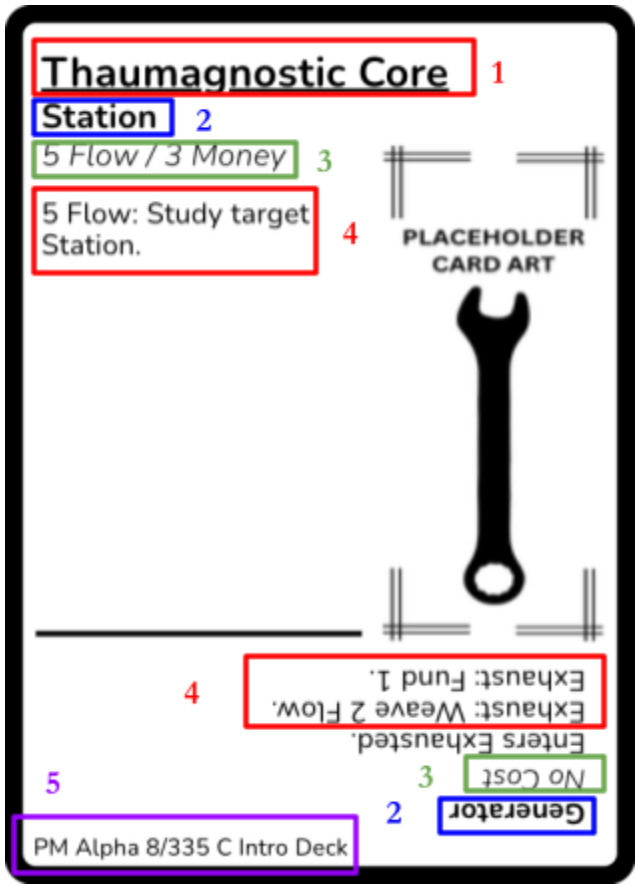 Thaumagnostic Core
1
Station
2
5 Flow / 3 Money
3
5 Flow: Study target
Station.
4
PLACEHOLDER
CARD ART
Generator
2
No Cost
3
Enters Exhausted.
Exhaust: Weave 2 Flow.
Exhaust: Fund 1.
4
5
PM Alpha 8/335 C Intro Deck